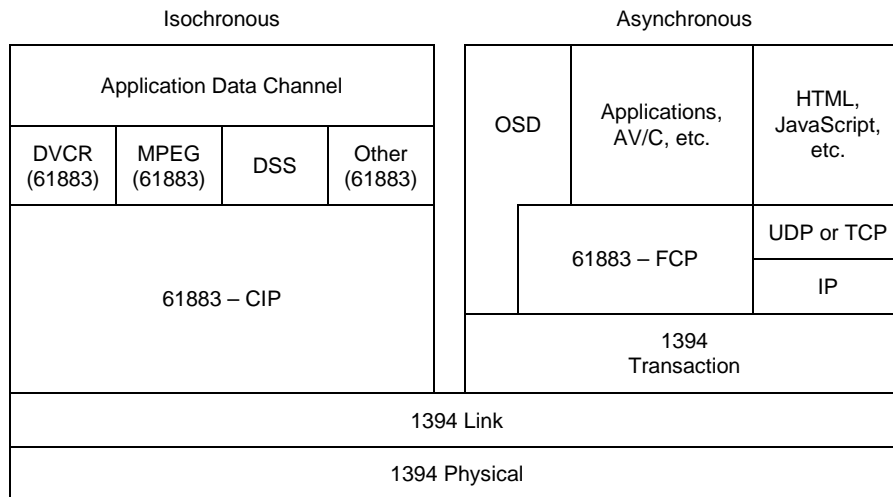 Isochronous
Asynchronous
Application Data Channel
DVCR
(61883)
MPEG
(61883)
DSS
Other
(61883)
61883 – CIP
OSD
Applications,
AV/C, etc.
HTML,
JavaScript,
etc.
61883 – FCP
UDP or TCP
IP
1394
Transaction
1394 Link
1394 Physical